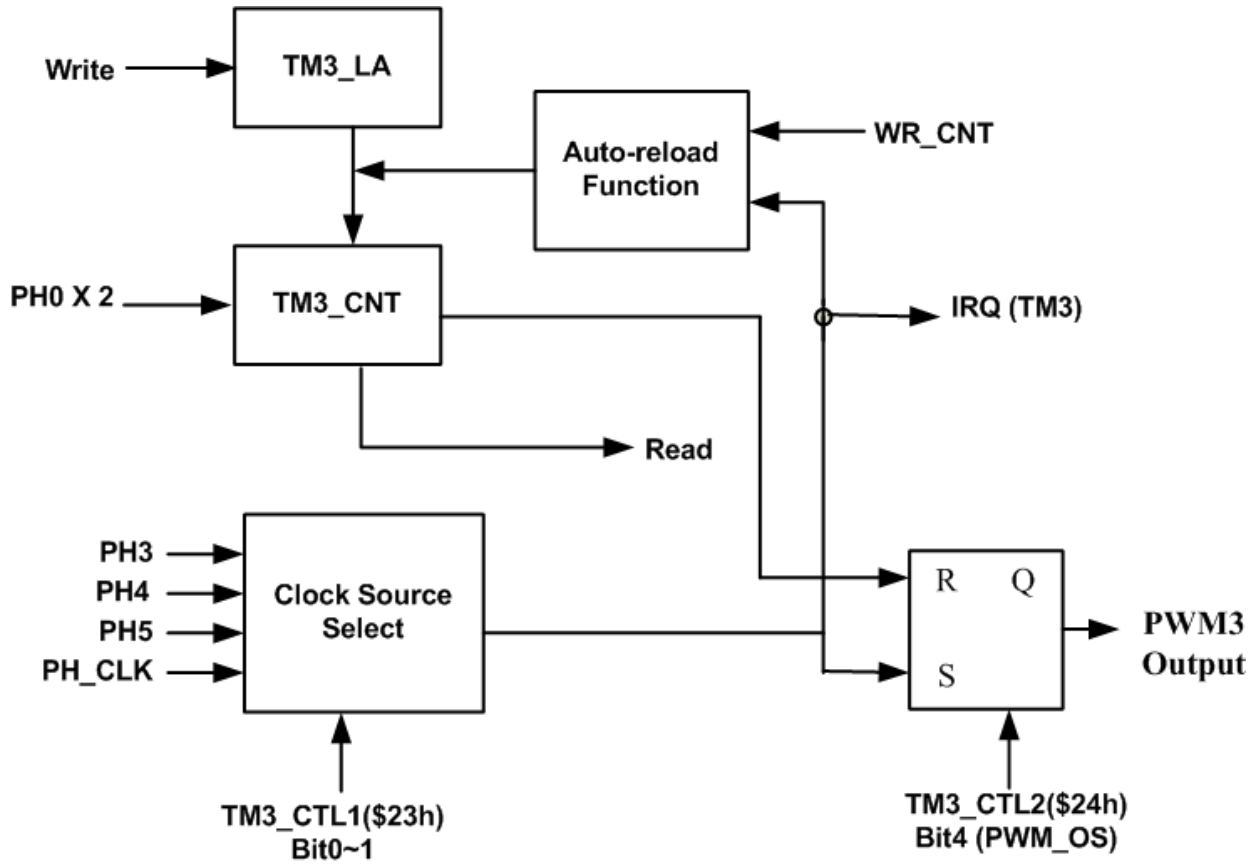 Write
TM3_LA
Auto-reload
Function
WR_CNT
PH0 X 2
TM3_CNT
IRQ (TM3)
Read
PH3
PH4
PH5
PH_CLK
Clock Source
Select
R Q
S
PWM3
Output
TM3_CTL1($23h)
Bit0~1
TM3_CTL2($24h)
Bit4 (PWM_OS)